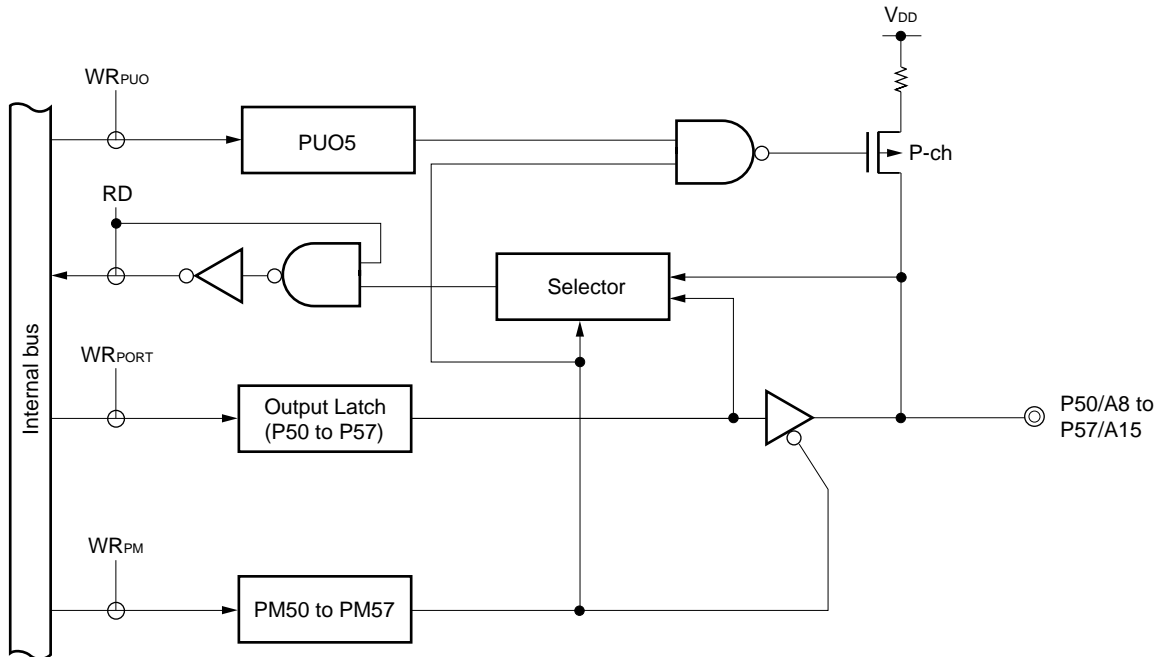 VDD
WRPUO
PUO5
P-ch
RD
Selector
Internal bus
WRPORT
Output Latch
(P50 to P57)
P50/A8 to
P57/A15
WRPM
PM50 to PM57